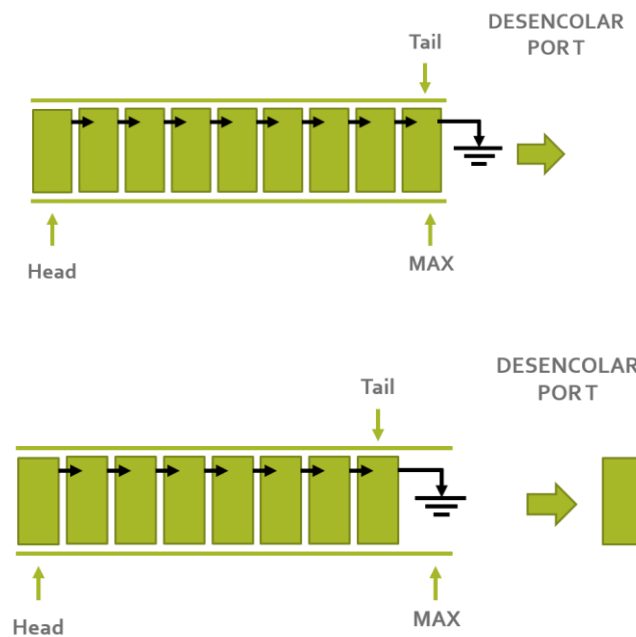 DESENCOLAR
PORT
Tail
Head
MAX
DESENCOLAR
PORT
Tail
Head
MAX